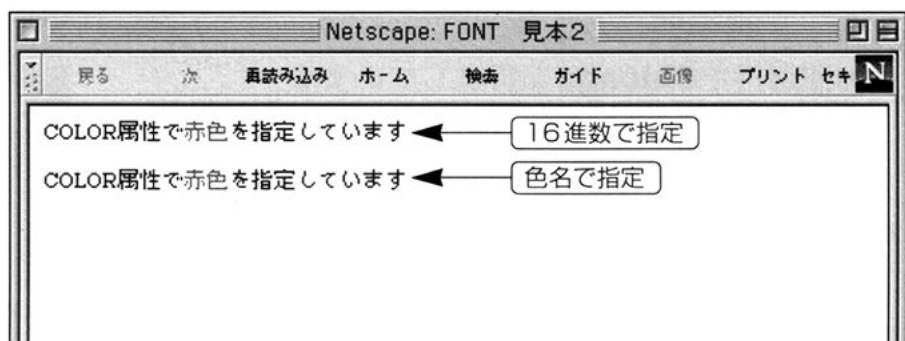 Netscape: FONT 見本2
戻る 次 再読み込み ホーム 検索 ガイド 画像 プリント セキ N
COLOR属性で赤色を指定しています 16進数で指定
COLOR属性で赤色を指定しています 色名で指定